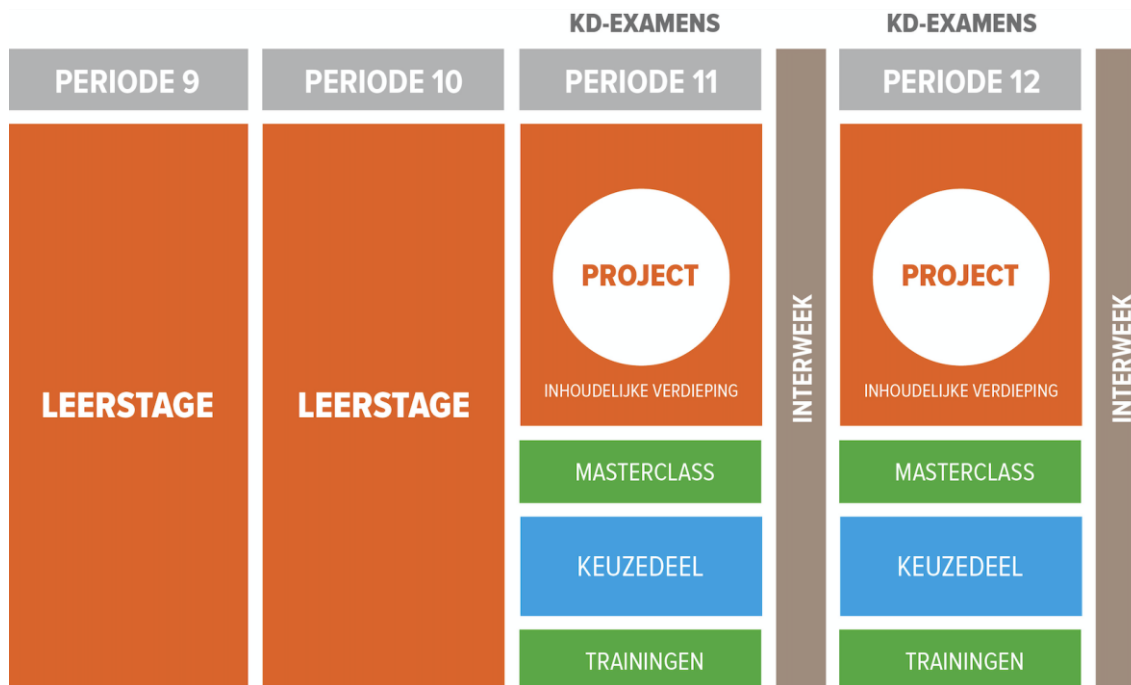 KD-EXAMENS
KD-EXAMENS
PERIODE 9
PERIODE 10
PERIODE 11
PERIODE 12
LEERSTAGE
LEERSTAGE
PROJECT
INHOUDELIJKE VERDIEPING
MASTERCLASS
KEUZEDEEL
TRAININGEN
INTERWEEK
PROJECT
INHOUDELIJKE VERDIEPING
MASTERCLASS
KEUZEDEEL
TRAININGEN
INTERWEEK